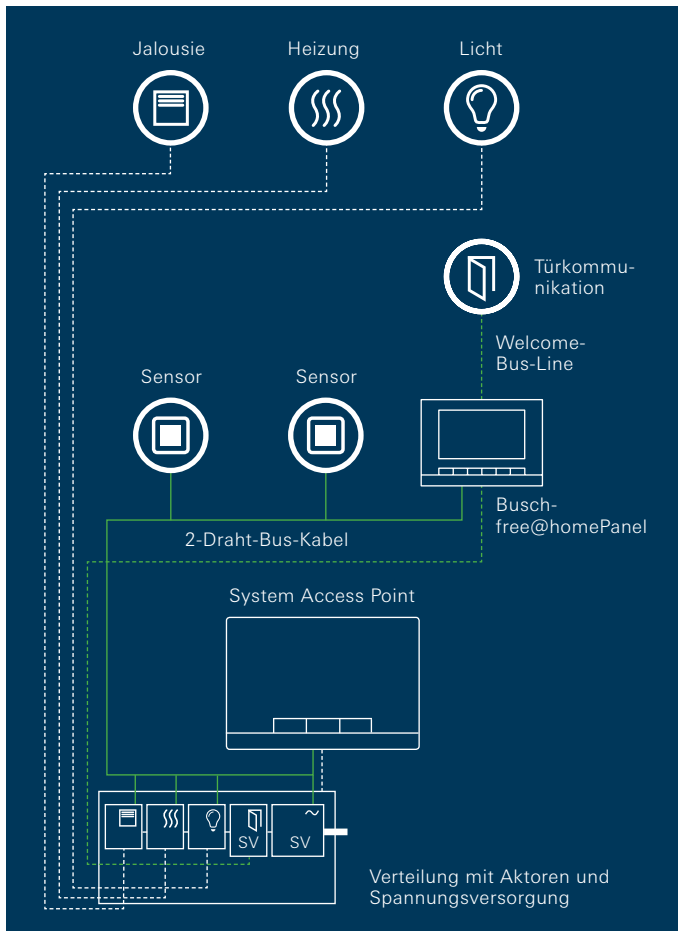 Jalousie
Heizung
Licht
Türkommu-
nikation
Welcome-
Bus-Line
Sensor
Sensor
Busch-
free@homePanel
2-Draht-Bus-Kabel
System Access Point
SV
SV
Verteilung mit Aktoren und
Spannungsversorgung